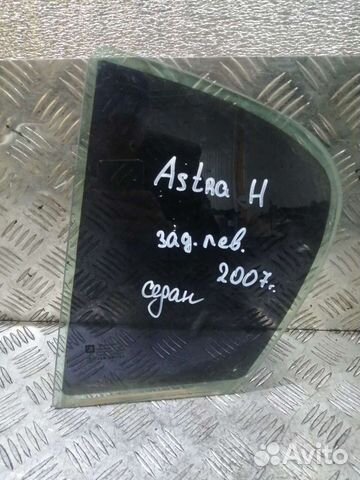 Astra H
зад. лев.
2007г.
седан
Avito